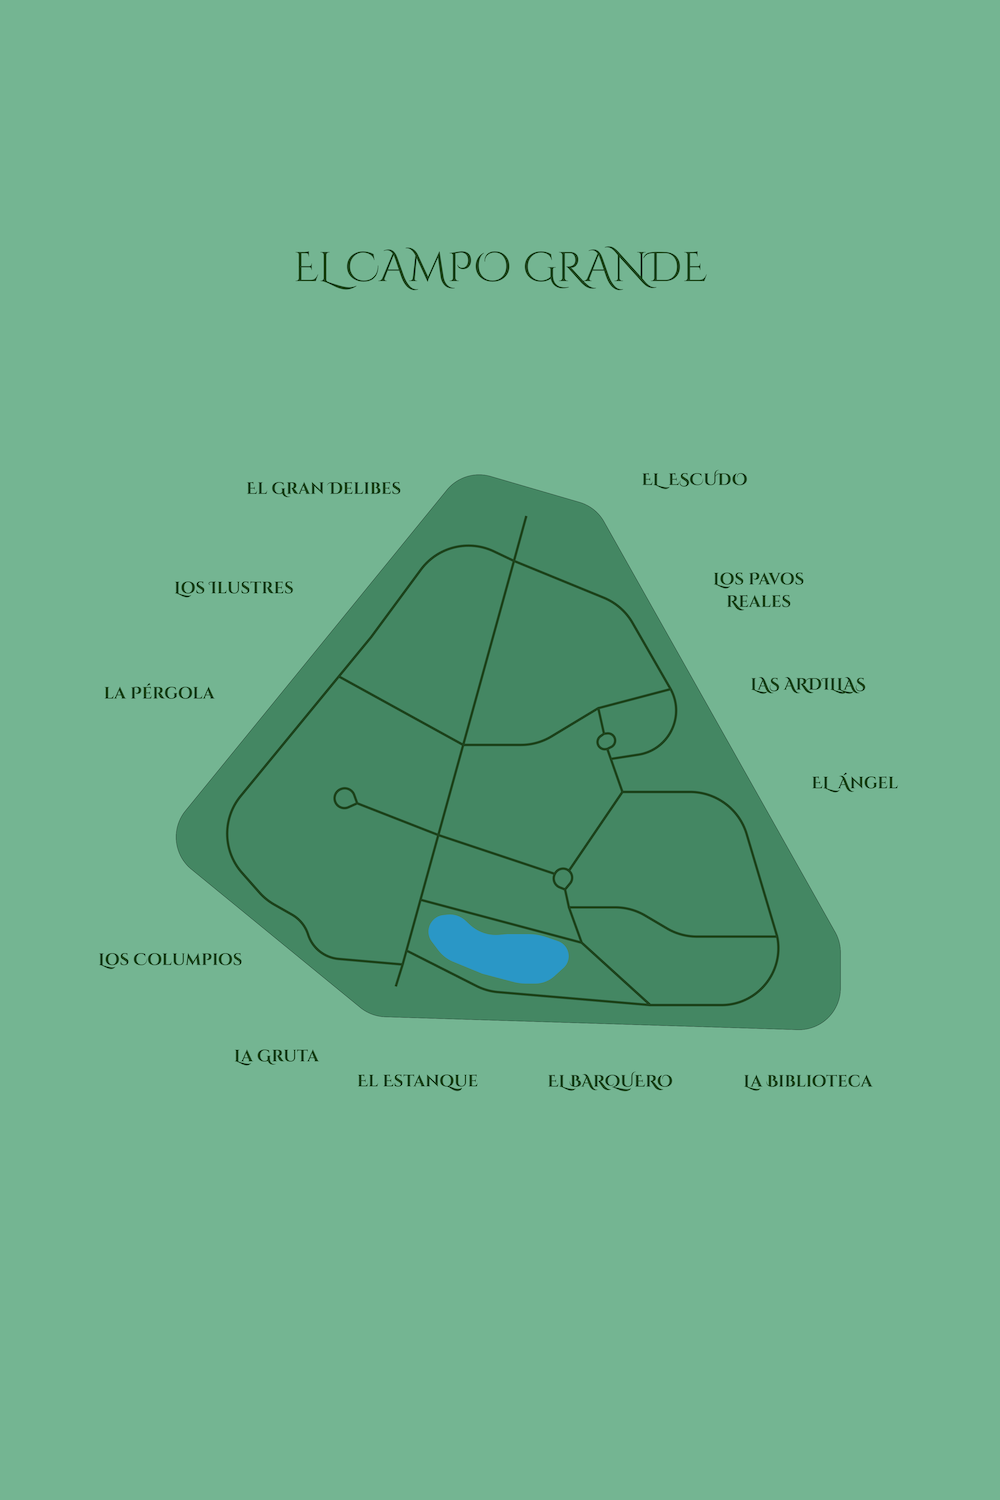 EL CAMPO GRANDE
EL GRAN DELIBES
EL ESCUDO
LOS ILUSTRES
LOS PAVOS
REALES
LA PÉRGOLA
LAS ARDILLAS
EL ÁNGEL
LOS COLUMPIOS
LA GRUTA
EL ESTANQUE
EL BARQUERO
LA BIBLIOTECA